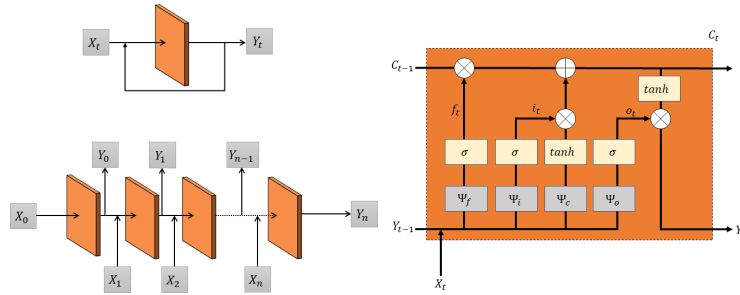 X_t
Y_t
Y_0
Y_1
Y_{n−1}
X_0
Y_n
X_1
X_2
X_n
C_t
C_{t−1}
tanh
f_t
i_t
o_t
σ
σ
tanh
σ
Ψ_f
Ψ_i
Ψ_c
Ψ_o
Y_{t−1}
Y
X_t